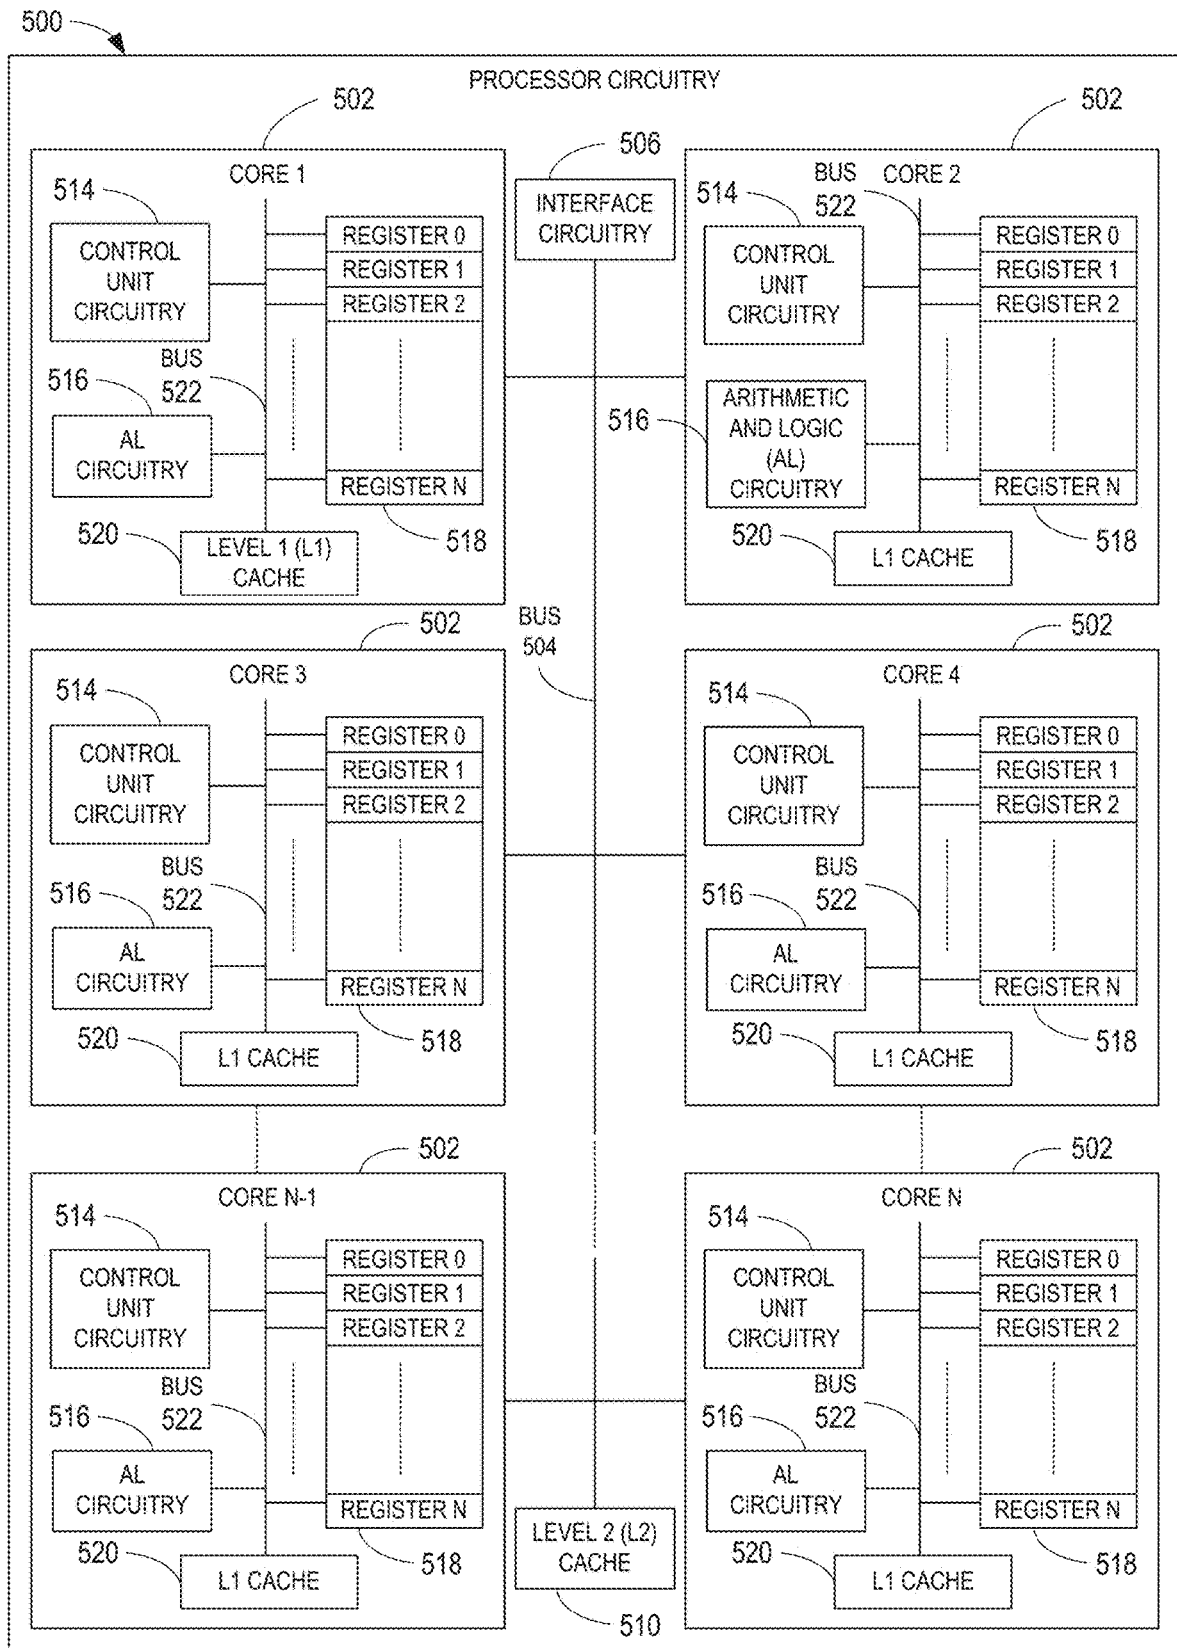 500
PROCESSOR CIRCUITRY
502
CORE 1
514
CONTROL
UNIT
CIRCUITRY
REGISTER 0
REGISTER 1
REGISTER 2
BUS
522
516
AL
CIRCUITRY
REGISTER N
518
520
LEVEL 1 (L1)
CACHE
506
INTERFACE
CIRCUITRY
502
CORE 2
BUS
522
514
CONTROL
UNIT
CIRCUITRY
REGISTER 0
REGISTER 1
REGISTER 2
516
ARITHMETIC
AND LOGIC
(AL)
CIRCUITRY
REGISTER N
518
520
L1 CACHE
BUS
504
502
CORE 3
514
CONTROL
UNIT
CIRCUITRY
REGISTER 0
REGISTER 1
REGISTER 2
BUS
522
516
AL
CIRCUITRY
REGISTER N
518
520
L1 CACHE
502
CORE 4
514
CONTROL
UNIT
CIRCUITRY
REGISTER 0
REGISTER 1
REGISTER 2
BUS
522
516
AL
CIRCUITRY
REGISTER N
518
520
L1 CACHE
502
CORE N-1
514
CONTROL
UNIT
CIRCUITRY
REGISTER 0
REGISTER 1
REGISTER 2
BUS
522
516
AL
CIRCUITRY
REGISTER N
518
520
L1 CACHE
LEVEL 2 (L2)
CACHE
510
502
CORE N
514
CONTROL
UNIT
CIRCUITRY
REGISTER 0
REGISTER 1
REGISTER 2
BUS
522
516
AL
CIRCUITRY
REGISTER N
518
520
L1 CACHE